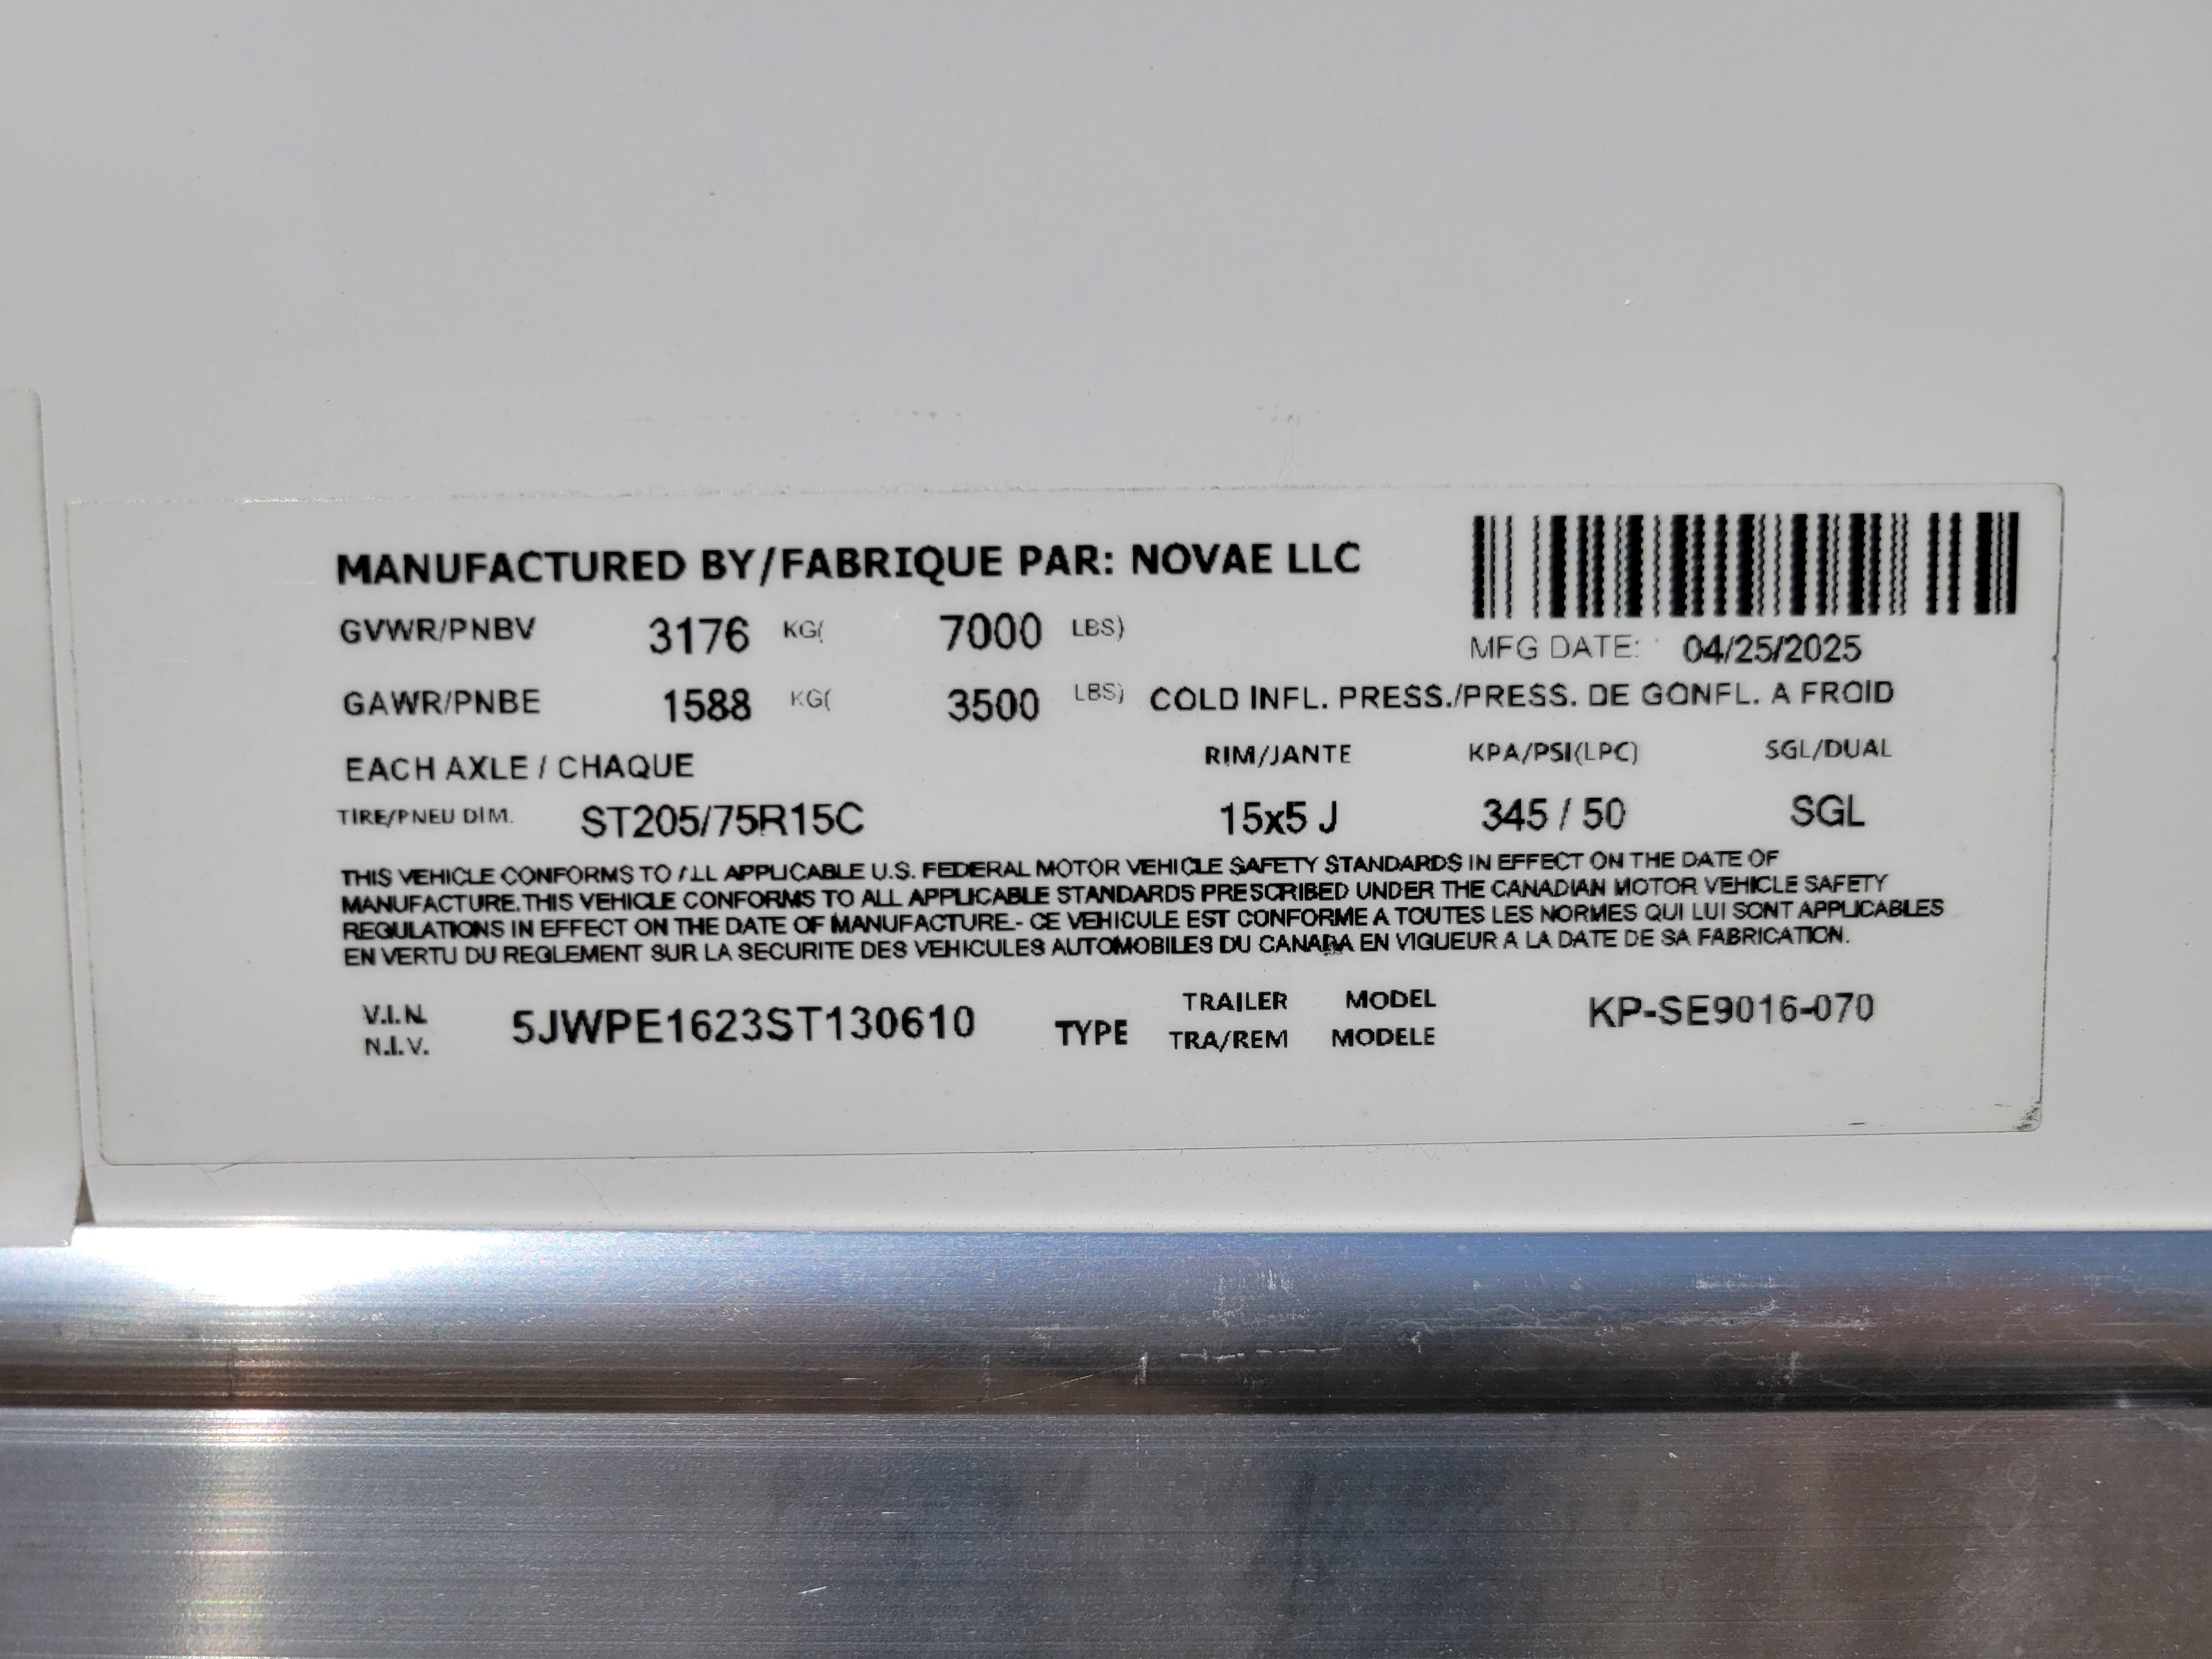 MANUFACTURED BY/FABRIQUE PAR: NOVAE LLC
GVWR/PNBV 3176 KG( 7000 LBS)
MFG DATE: 04/25/2025
GAWR/PNBE 1588 KG( 3500 LBS) COLD INFL. PRESS./PRESS. DE GONFL. A FROID
EACH AXLE / CHAQUE RIM/JANTE KPA/PSI(LPC) SGL/DUAL
TIRE/PNEU DIM. ST205/75R15C 15x5 J 345 / 50 SGL
THIS VEHICLE CONFORMS TO ALL APPLICABLE U.S. FEDERAL MOTOR VEHICLE SAFETY STANDARDS IN EFFECT ON THE DATE OF
MANUFACTURE.THIS VEHICLE CONFORMS TO ALL APPLICABLE STANDARDS PRESCRIBED UNDER THE CANADIAN MOTOR VEHICLE SAFETY
REGULATIONS IN EFFECT ON THE DATE OF MANUFACTURE.- CE VEHICULE EST CONFORME A TOUTES LES NORMES QUI LUI SONT APPLICABLES
EN VERTU DU REGLEMENT SUR LA SECURITE DES VEHICULES AUTOMOBILES DU CANADA EN VIGUEUR A LA DATE DE SA FABRICATION.
V.I.N. 5JWPE1623ST130610 TYPE TRAILER MODEL KP-SE9016-070
N.I.V. TRA/REM MODELE